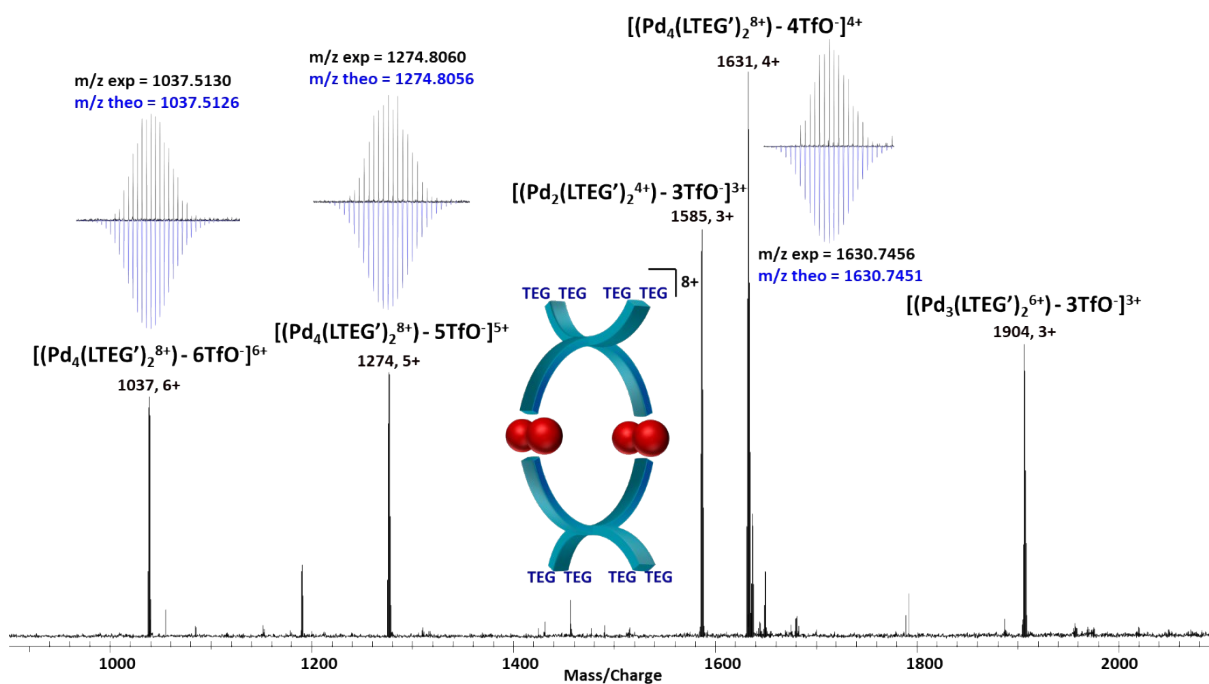 [(Pd₄(LTEG')₂⁸⁺) - 4TfO⁻]⁴⁺
1631, 4+
m/z exp = 1037.5130
m/z theo = 1037.5126
m/z exp = 1274.8060
m/z theo = 1274.8056
[(Pd₂(LTEG')₂⁴⁺) - 3TfO⁻]³⁺
1585, 3+
m/z exp = 1630.7456
m/z theo = 1630.7451
TEG TEG TEG TEG
8+
[(Pd₃(LTEG')₂⁶⁺) - 3TfO⁻]³⁺
1904, 3+
[(Pd₄(LTEG')₂⁸⁺) - 6TfO⁻]⁶⁺
1037, 6+
[(Pd₄(LTEG')₂⁸⁺) - 5TfO⁻]⁵⁺
1274, 5+
TEG TEG TEG TEG
1000 1200 1400 1600 1800 2000
Mass/Charge